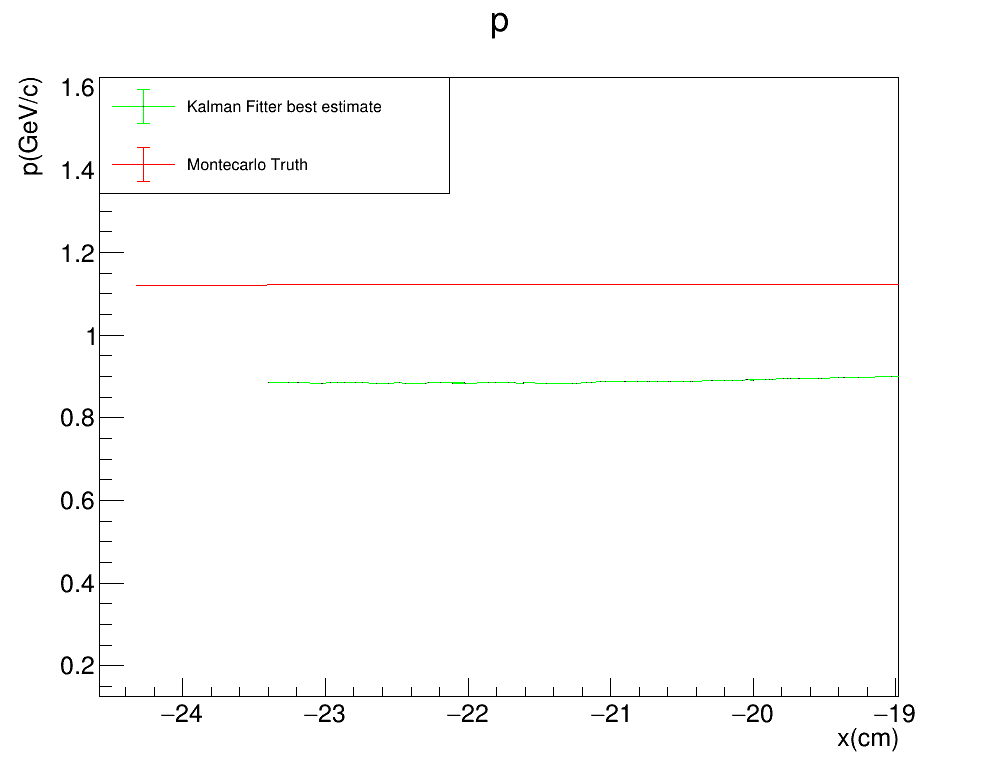 p
p(GeV/c)
1.6
1.4
1.2
1
0.8
0.6
0.4
0.2
Kalman Fitter best estimate
Montecarlo Truth
−24 −23 −22 −21 −20 −19
x(cm)